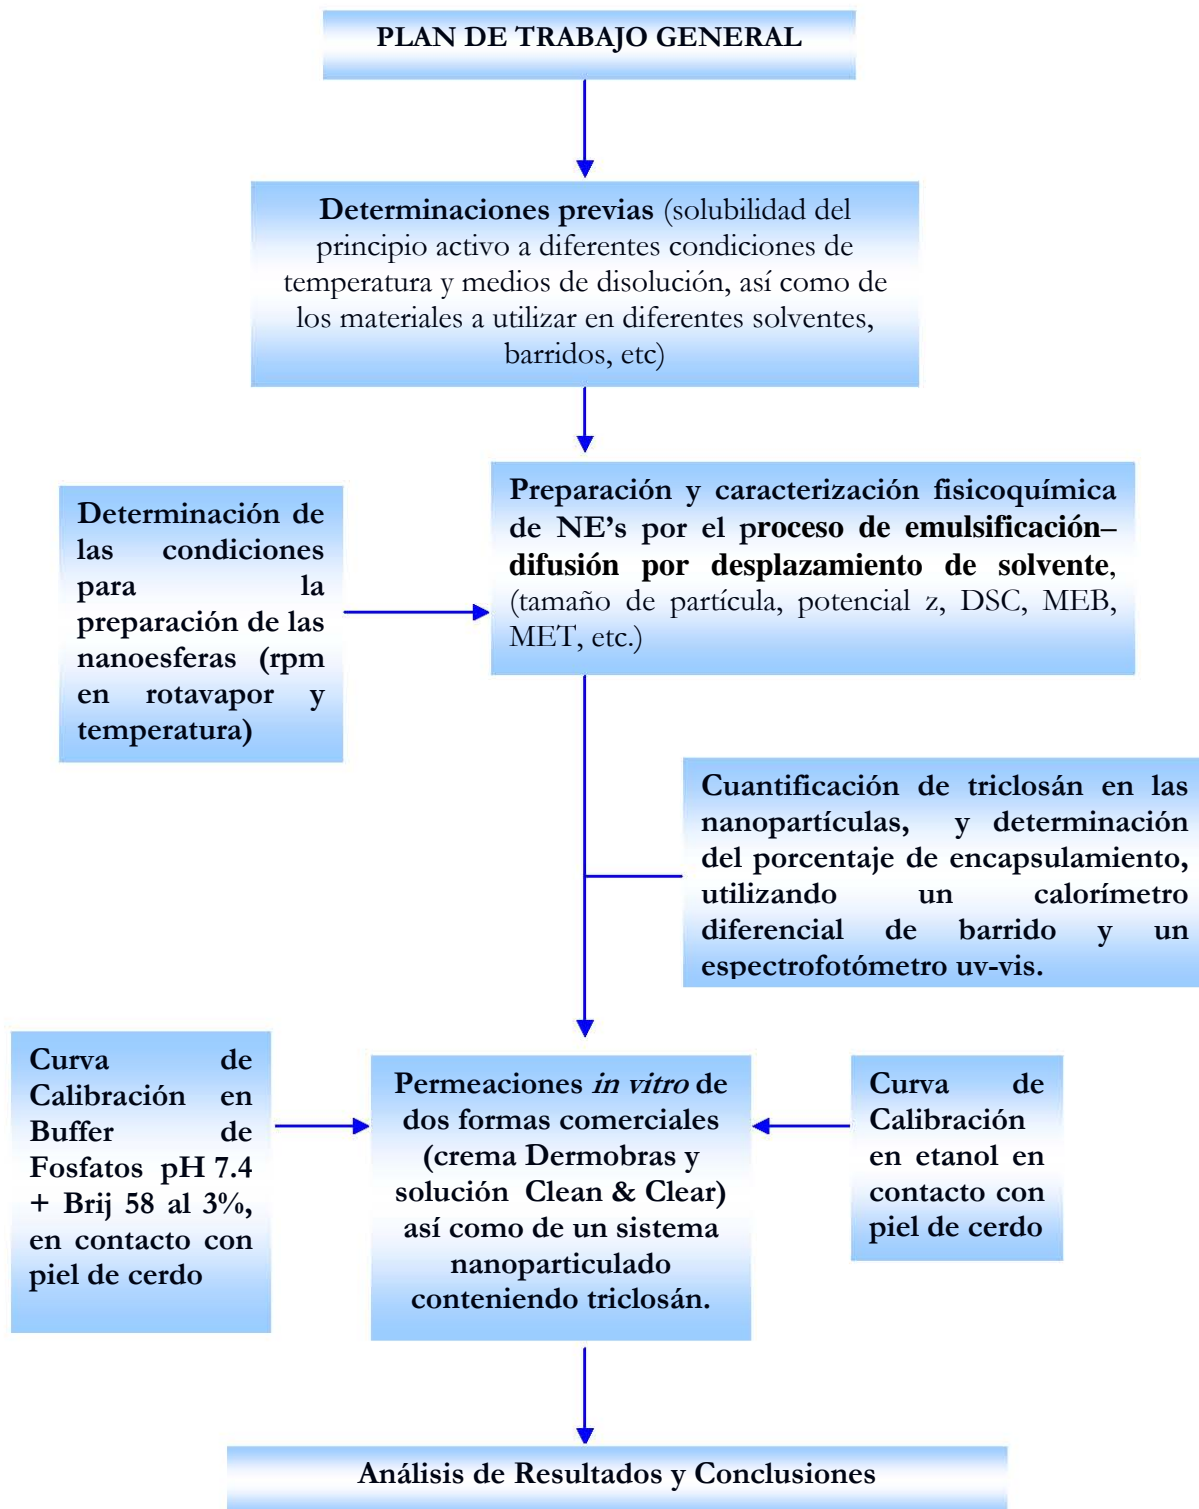 PLAN DE TRABAJO GENERAL
Determinaciones previas (solubilidad del
principio activo a diferentes condiciones de
temperatura y medios de disolución, así como de
los materiales a utilizar en diferentes solventes,
barridos, etc)
Determinación de
las condiciones
para la
preparación de las
nanoesferas (rpm
en rotavapor y
temperatura)
Preparación y caracterización fisicoquímica
de NE’s por el proceso de emulsificación–
difusión por desplazamiento de solvente,
(tamaño de partícula, potencial z, DSC, MEB,
MET, etc.)
Cuantificación de triclosán en las
nanopartículas, y determinación
del porcentaje de encapsulamiento,
utilizando un calorímetro
diferencial de barrido y un
espectrofotómetro uv-vis.
Curva de
Calibración en
Buffer de
Fosfatos pH 7.4
+ Brij 58 al 3%,
en contacto con
piel de cerdo
Permeaciones in vitro de
dos formas comerciales
(crema Dermobras y
solución Clean & Clear)
así como de un sistema
nanoparticulado
conteniendo triclosán.
Curva de
Calibración
en etanol en
contacto con
piel de cerdo
Análisis de Resultados y Conclusiones